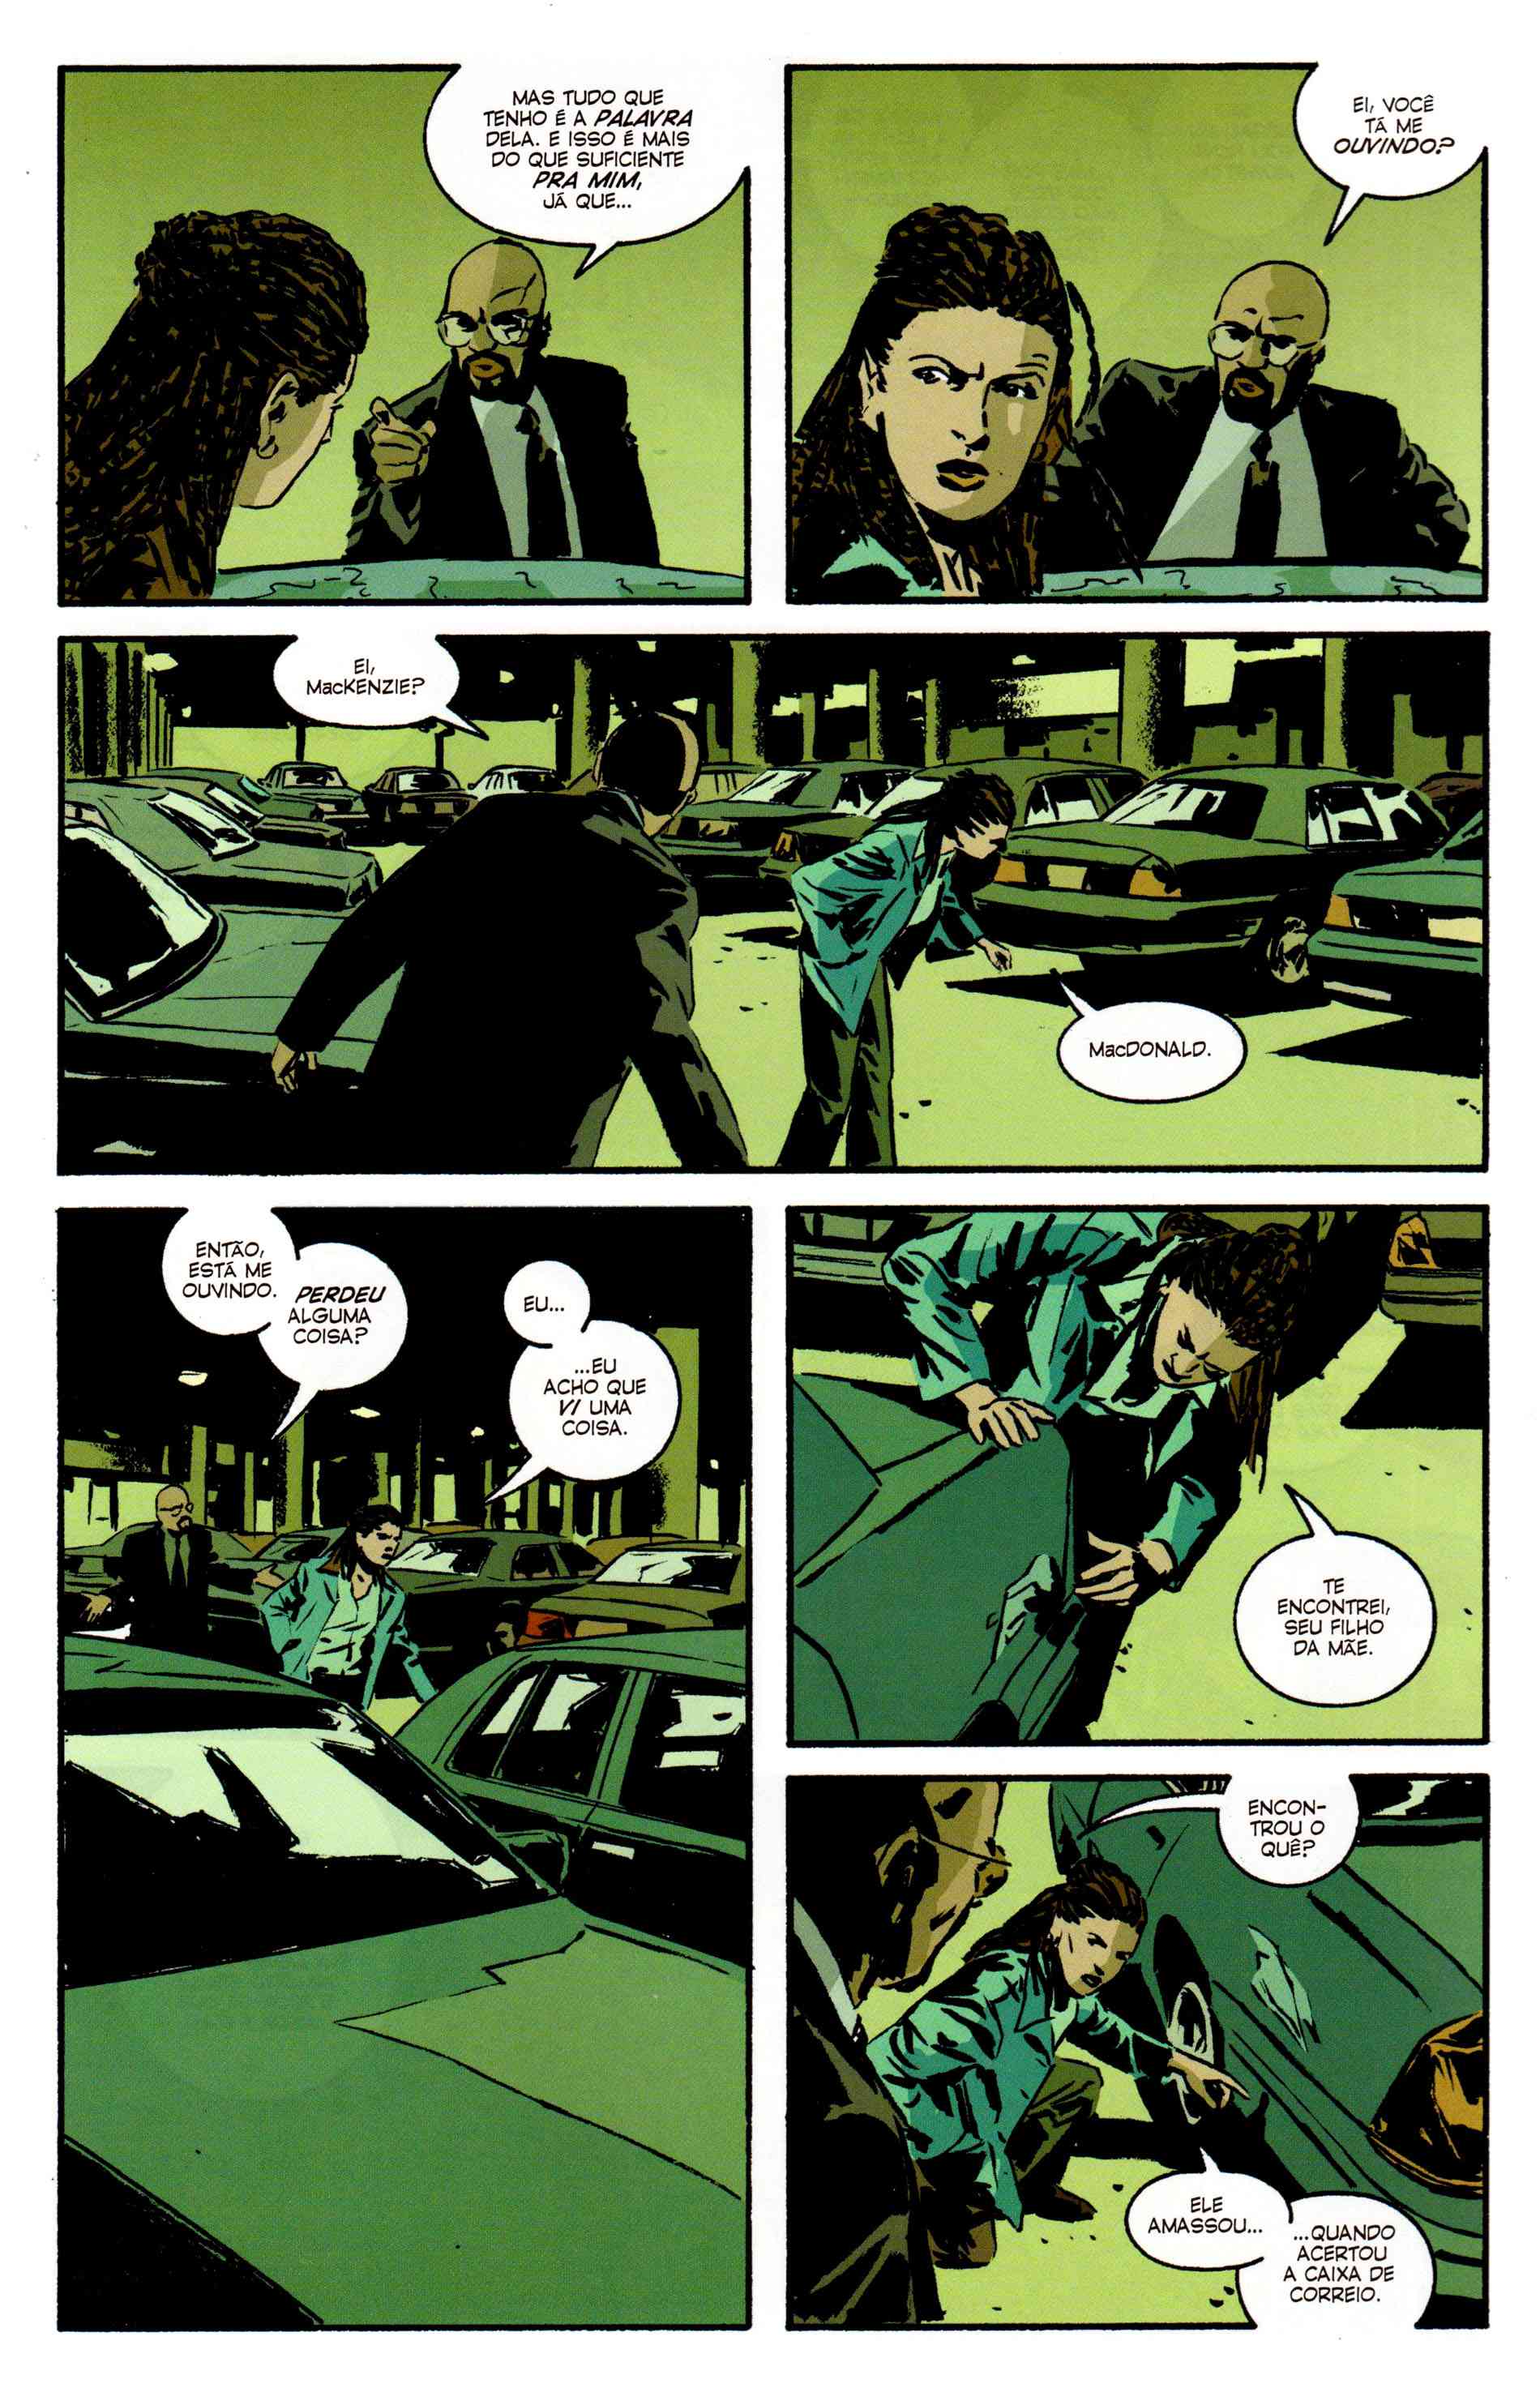 MAS TUDO QUE
TENHO É A PALAVRA
DELA. E ISSO É MAIS
DO QUE SUFICIENTE
PRA MIM,
JÁ QUE...
EI, VOCÊ
TÁ ME
OUVINDO?
EI,
MacKENZIE?
MacDONALD.
ENTÃO,
ESTÁ ME
OUVINDO.
PERDEU
ALGUMA
COISA?
EU...
...EU
ACHO QUE
VI UMA
COISA.
TE
ENCONTREI,
SEU FILHO
DA MÃE.
ENCON-
TROU O
QUÊ?
ELE
AMASSOU...
...QUANDO
ACERTOU
A CAIXA DE
CORREIO.